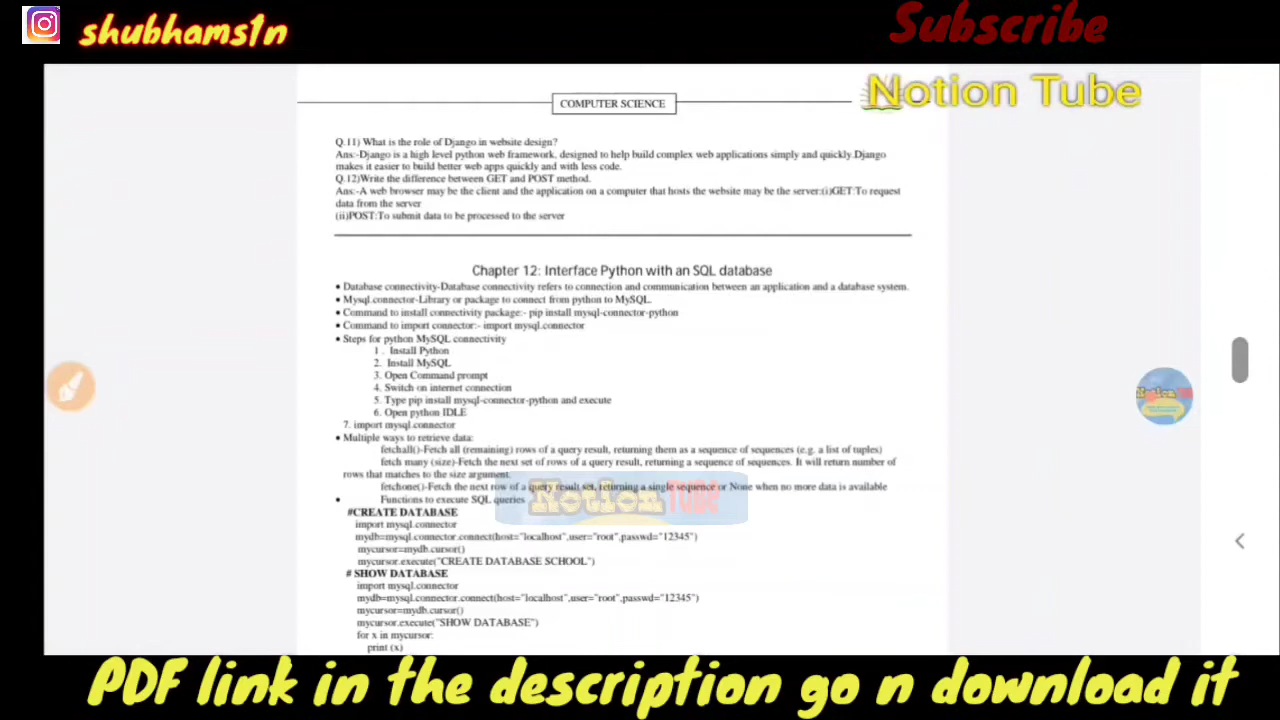 shubhams1n
Subscribe
Notion Tube
COMPUTER SCIENCE
Q.11) What is the role of Django in website design?
Ans:-Django is a high level python web framework, designed to help build complex web applications simply and quickly.Django
makes it easier to build better web apps quickly and with less code.
Q.12)Write the difference between GET and POST method.
Ans:-A web browser may be the client and the application on a computer that hosts the website may be the server:(i)GET:To request
data from the server
(ii)POST:To submit data to be processed to the server
Chapter 12: Interface Python with an SQL database
• Database connectivity-Database connectivity refers to connection and communication between an application and a database system.
• Mysql.connector-Library or package to connect from python to MySQL.
• Command to install connectivity package:- pip install mysql-connector-python
• Command to import connector:- import mysql.connector
• Steps for python MySQL connectivity
1 . Install Python
2. Install MySQL
3. Open Command prompt
4. Switch on internet connection
5. Type pip install mysql-connector-python and execute
6. Open python IDLE
7. import mysql.connector
• Multiple ways to retrieve data:
fetchall()-Fetch all (remaining) rows of a query result, returning them as a sequence of sequences (e.g. a list of tuples)
fetch many (size)-Fetch the next set of rows of a query result, returning a sequence of sequences. It will return number of
rows that matches to the size argument.
fetchone()-Fetch the next row of a query result set, returning a single sequence or None when no more data is available
• Functions to execute SQL queries
Notion TUBE
#CREATE DATABASE
import mysql.connector
mydb=mysql.connector.connect(host="localhost",user="root",passwd="12345")
mycursor=mydb.cursor()
mycursor.execute("CREATE DATABASE SCHOOL")
# SHOW DATABASE
import mysql.connector
mydb=mysql.connector.connect(host="localhost",user="root",passwd="12345")
mycursor=mydb.cursor()
mycursor.execute("SHOW DATABASE")
for x in mycursor:
print (x)
PDF link in the description go n download it